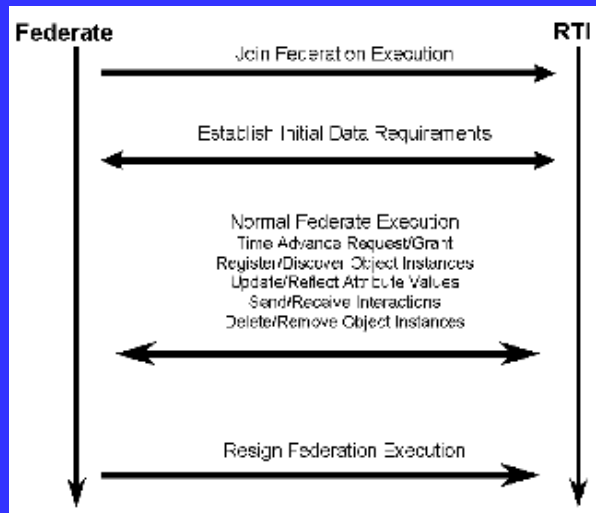 Federate
RTI
Join Federation Execution
Establish Initial Data Requirements
Normal Federate Execution
Time Advance Request/Grant
Register/Discover Object Instances
Update/Reflect Attribute Values
Send/Receive Interactions
Delete/Remove Object Instances
Resign Federation Execution